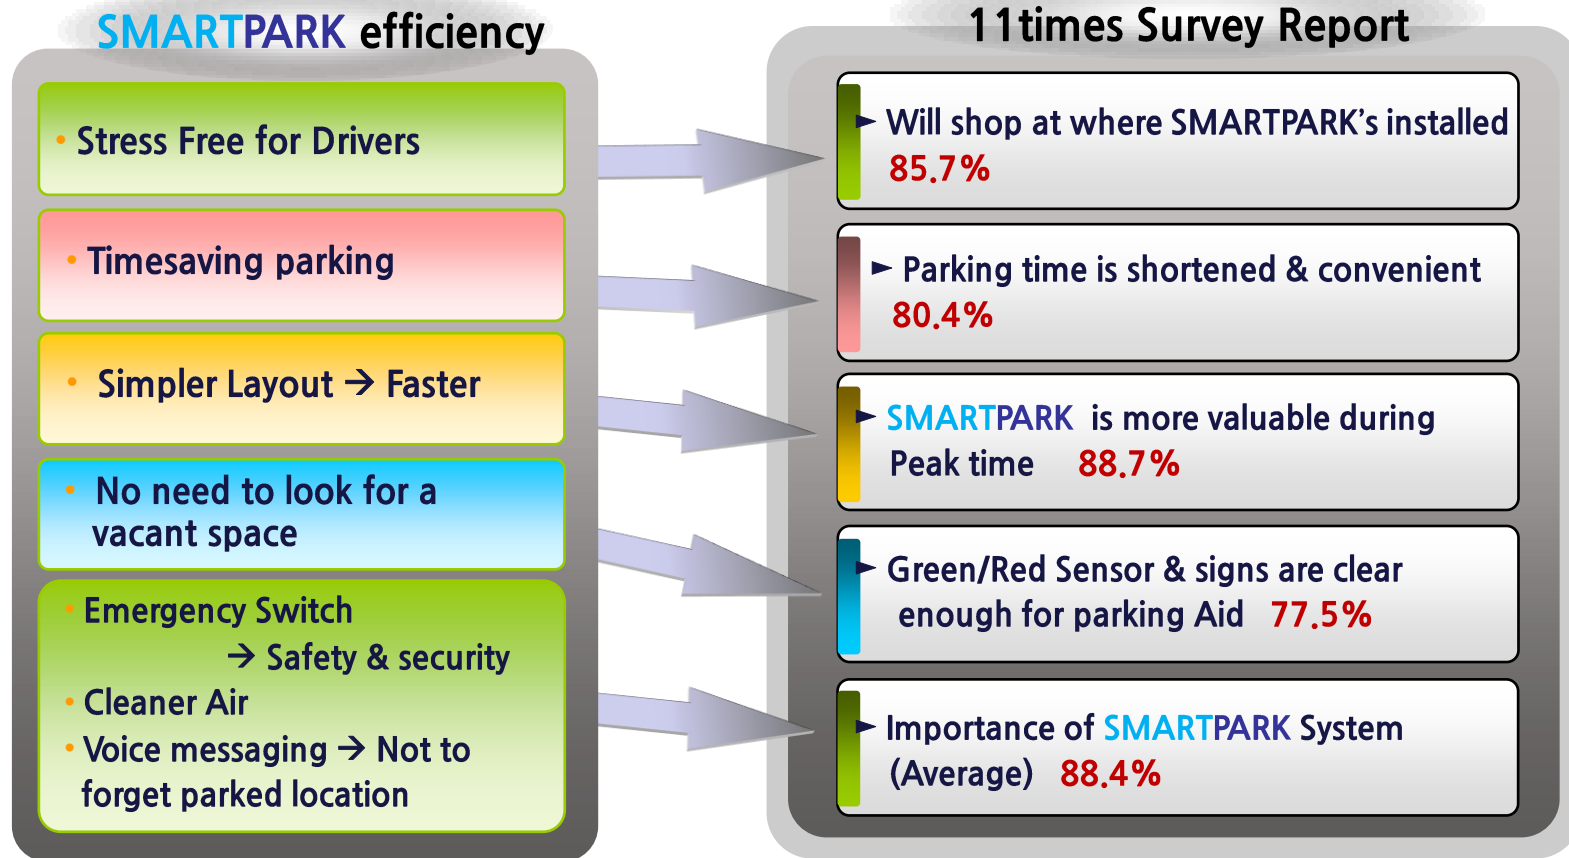 SMARTPARK efficiency
• Stress Free for Drivers
• Timesaving parking
• Simpler Layout → Faster
• No need to look for a
vacant space
• Emergency Switch
→ Safety & security
• Cleaner Air
• Voice messaging → Not to
forget parked location
11times Survey Report
► Will shop at where SMARTPARK's installed
85.7%
► Parking time is shortened & convenient
80.4%
► SMARTPARK is more valuable during
Peak time 88.7%
► Green/Red Sensor & signs are clear
enough for parking Aid 77.5%
► Importance of SMARTPARK System
(Average) 88.4%